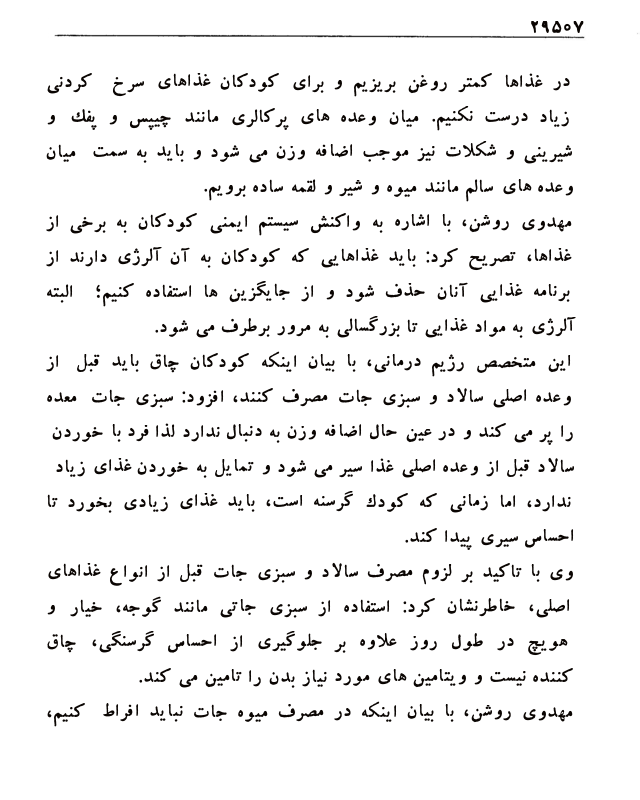 ۲۹۵۰۷
در غذاها کمتر روغن بریزیم و برای کودکان غذاهای سرخ کردنی
زیاد درست نکنیم. میان وعده های پرکالری مانند چیپس و پفك و
شیرینی و شکلات نیز موجب اضافه وزن می شود و باید به سمت میان
وعده های سالم مانند میوه و شیر و لقمه ساده برویم.
مهدوی روشن، با اشاره به واکنش سیستم ایمنی کودکان به برخی از
غذاها، تصریح کرد: باید غذاهایی که کودکان به آن آلرژی دارند از
برنامه غذایی آنان حذف شود و از جایگزین ها استفاده کنیم؛ البته
آلرژی به مواد غذایی تا بزرگسالی به مرور برطرف می شود.
این متخصص رژیم درمانی، با بیان اینکه کودکان چاق باید قبل از
وعده اصلی سالاد و سبزی جات مصرف کنند، افزود: سبزی جات معده
را پر می کند و در عین حال اضافه وزن به دنبال ندارد لذا فرد با خوردن
سالاد قبل از وعده اصلی غذا سیر می شود و تمایل به خوردن غذای زیاد
ندارد، اما زمانی که کودك گرسنه است، باید غذای زیادی بخورد تا
احساس سیری پیدا کند.
وی با تاکید بر لزوم مصرف سالاد و سبزی جات قبل از انواع غذاهای
اصلی، خاطرنشان کرد: استفاده از سبزی جاتی مانند گوجه، خیار و
هویج در طول روز علاوه بر جلوگیری از احساس گرسنگی، چاق
کننده نیست و ویتامین های مورد نیاز بدن را تامین می کند.
مهدوی روشن، با بیان اینکه در مصرف میوه جات نباید افراط کنیم،